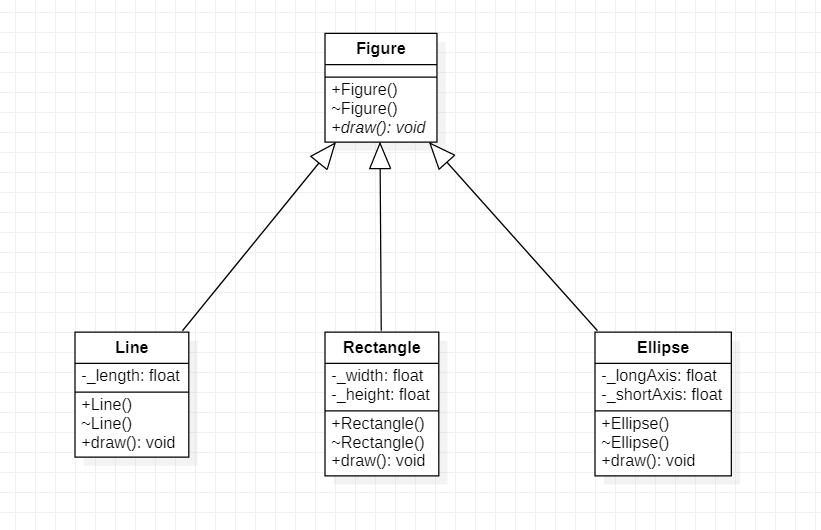 Figure
+Figure()
~Figure()
+draw(): void
Line
-_length: float
+Line()
~Line()
+draw(): void
Rectangle
-_width: float
-_height: float
+Rectangle()
~Rectangle()
+draw(): void
Ellipse
-_longAxis: float
-_shortAxis: float
+Ellipse()
~Ellipse()
+draw(): void